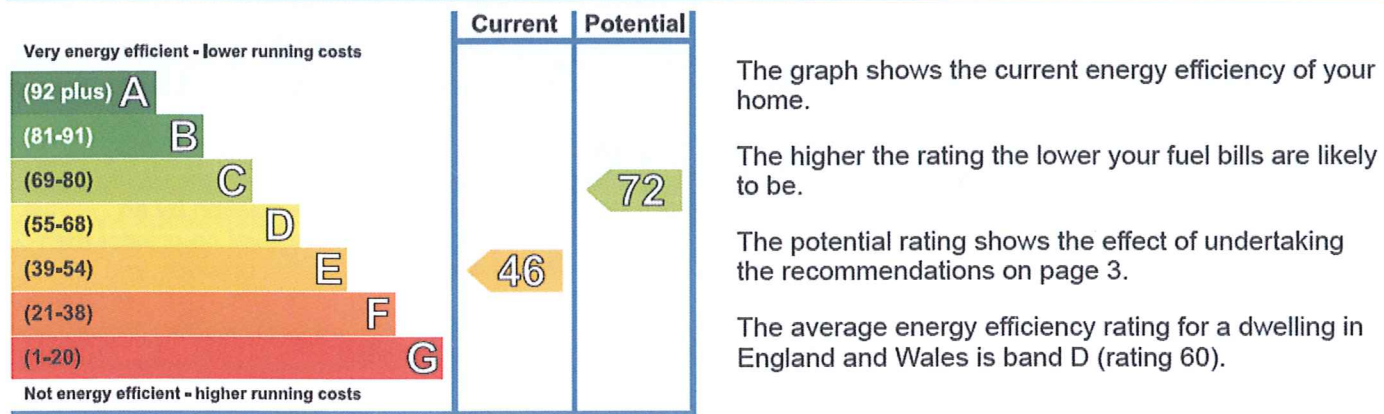 Current Potential
Very energy efficient - lower running costs
(92 plus) A
(81-91) B
(69-80) C
72
(55-68) D
(39-54) E
46
(21-38) F
(1-20) G
Not energy efficient - higher running costs
The graph shows the current energy efficiency of your
home.
The higher the rating the lower your fuel bills are likely
to be.
The potential rating shows the effect of undertaking
the recommendations on page 3.
The average energy efficiency rating for a dwelling in
England and Wales is band D (rating 60).